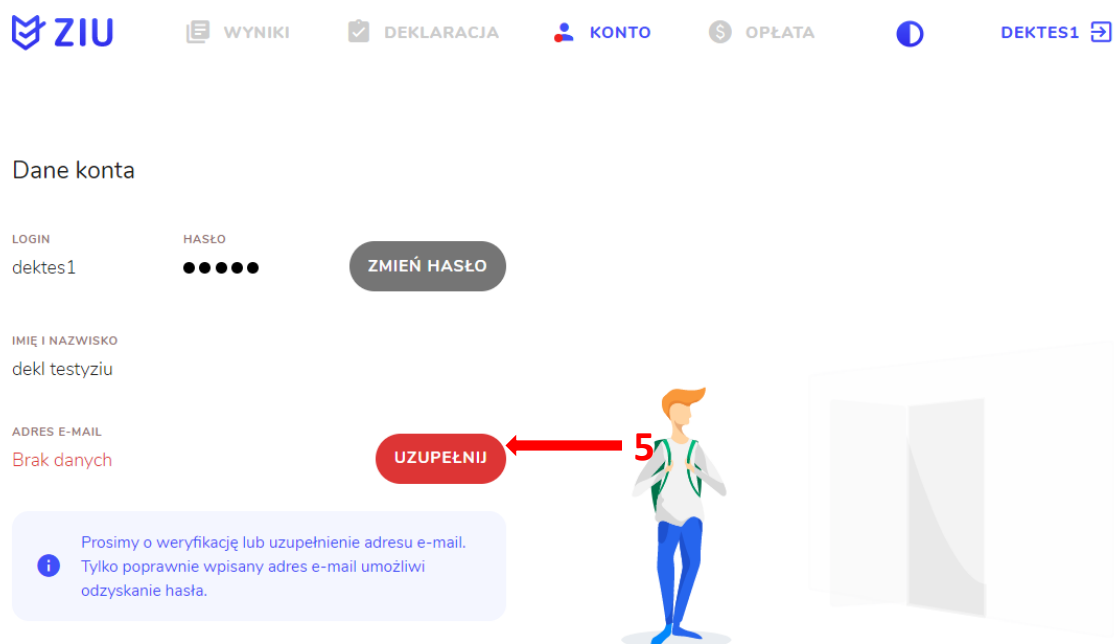 ZIU WYNIKI DEKLARACJA KONTO OPŁATA DEKTES1
Dane konta
LOGIN HASŁO
dektes1 ●●●●● ZMIEŃ HASŁO
IMIĘ I NAZWISKO
dekl testyziu
ADRES E-MAIL
Brak danych UZUPEŁNIJ 5
Prosimy o weryfikację lub uzupełnienie adresu e-mail.
Tylko poprawnie wpisany adres e-mail umożliwi
odzyskanie hasła.